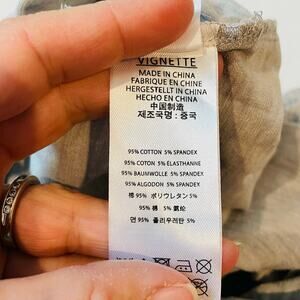 VIGNETTE
MADE IN CHINA
FABRIQUE EN CHINE
HERGESTELLT IN CHINA
HECHO EN CHINA
中国制造
제조국명 : 중국
95% COTTON 5% SPANDEX
95% COTON 5% ELASTHANNE
95% BAUMWOLLE 5% SPANDEX
95% ALGODON 5% SPANDEX
棉 95% ポリウレタン 5%
95% 棉 5% 氨纶
면 95% 폴리우레탄 5%